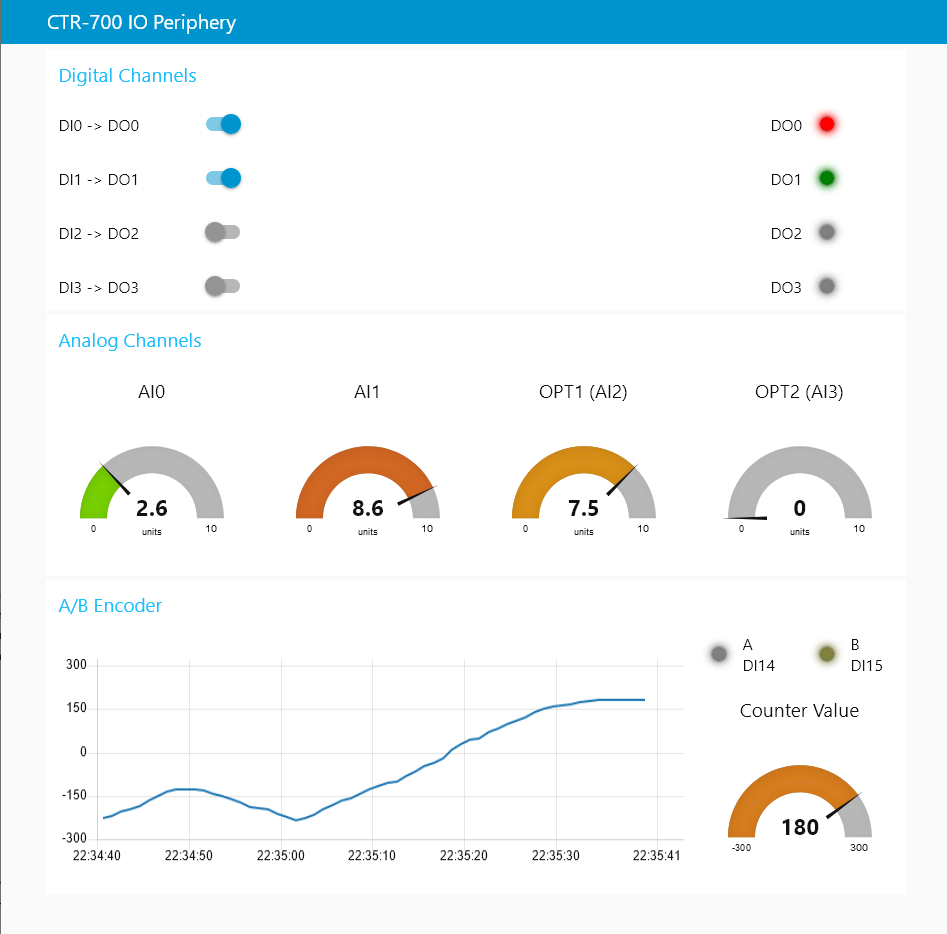 CTR-700 IO Periphery
Digital Channels
DI0 -> DO0
DO0
DI1 -> DO1
DO1
DI2 -> DO2
DO2
DI3 -> DO3
DO3
Analog Channels
AI0
AI1
OPT1 (AI2)
OPT2 (AI3)
2.6
0
10
units
8.6
0
10
units
7.5
0
10
units
0
0
10
units
A/B Encoder
300
150
0
-150
-300
22:34:40
22:34:50
22:35:00
22:35:10
22:35:20
22:35:30
22:35:41
A
DI14
B
DI15
Counter Value
180
-300
300